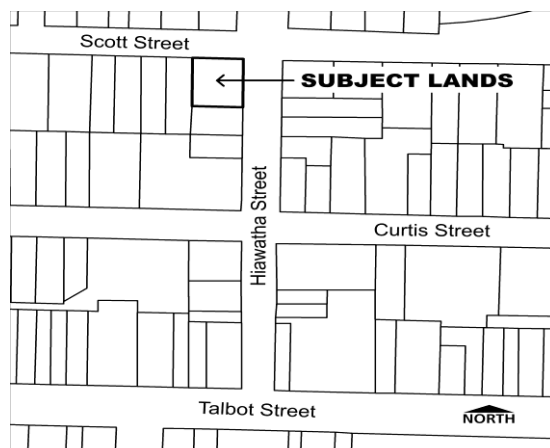 Scott Street
SUBJECT LANDS
Hiawatha Street
Curtis Street
Talbot Street
NORTH